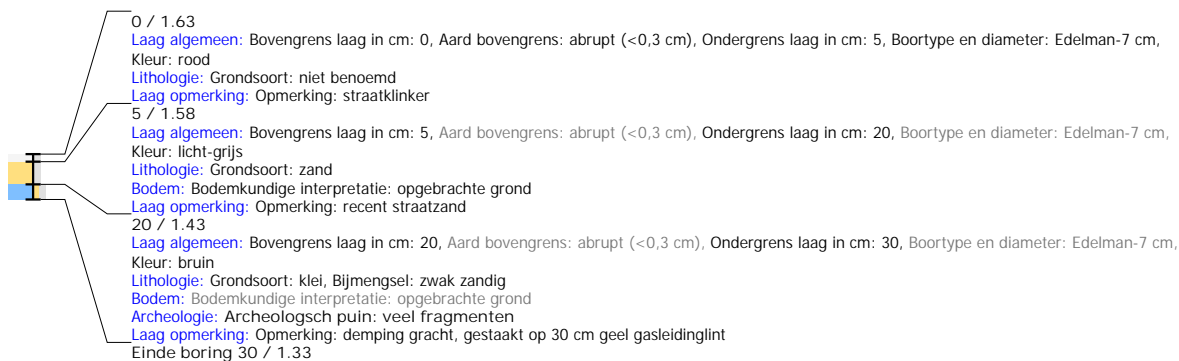 0 / 1.63
Laag algemeen: Bovengrens laag in cm: 0, Aard bovengrens: abrupt (<0,3 cm), Ondergrens laag in cm: 5, Boortype en diameter: Edelman-7 cm,
Kleur: rood
Lithologie: Grondsoort: niet benoemd
Laag opmerking: Opmerking: straatklinker
5 / 1.58
Laag algemeen: Bovengrens laag in cm: 5, Aard bovengrens: abrupt (<0,3 cm), Ondergrens laag in cm: 20, Boortype en diameter: Edelman-7 cm,
Kleur: licht-grijs
Lithologie: Grondsoort: zand
Bodem: Bodemkundige interpretatie: opgebrachte grond
Laag opmerking: Opmerking: recent straatzand
20 / 1.43
Laag algemeen: Bovengrens laag in cm: 20, Aard bovengrens: abrupt (<0,3 cm), Ondergrens laag in cm: 30, Boortype en diameter: Edelman-7 cm,
Kleur: bruin
Lithologie: Grondsoort: klei, Bijmengsel: zwak zandig
Bodem: Bodemkundige interpretatie: opgebrachte grond
Archeologie: Archeologsch puin: veel fragmenten
Laag opmerking: Opmerking: demping gracht, gestaakt op 30 cm geel gasleidinglint
Einde boring 30 / 1.33